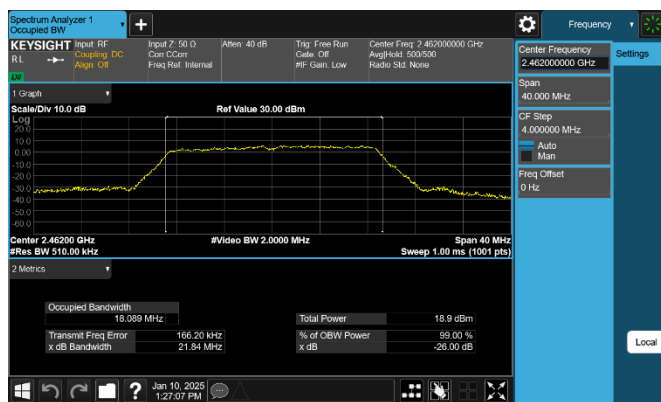 Spectrum Analyzer 1
Occupied BW
Frequency
KEYSIGHT
R L
LXI
Input: RF
Coupling: DC
Align: Off
Input Z: 50 Ω
Corr CCorr
Freq Ref: Internal
Atten: 40 dB
Trig: Free Run
Gate: Off
#IF Gain: Low
Center Freq: 2.462000000 GHz
Avg|Hold: 500/500
Radio Std: None
Center Frequency
2.462000000 GHz
Settings
Span
40.000 MHz
CF Step
4.000000 MHz
Auto
Man
Freq Offset
0 Hz
Local
1 Graph
Scale/Div 10.0 dB
Ref Value 30.00 dBm
Log
20.0
10.0
0.00
-10.0
-20.0
-30.0
-40.0
-50.0
-60.0
Center 2.46200 GHz
#Video BW 2.0000 MHz
Span 40 MHz
#Res BW 510.00 kHz
Sweep 1.00 ms (1001 pts)
2 Metrics
Occupied Bandwidth
18.089 MHz
Total Power
18.9 dBm
Transmit Freq Error
166.20 kHz
% of OBW Power
99.00 %
x dB Bandwidth
21.84 MHz
x dB
-26.00 dB
Jan 10, 2025
1:27:07 PM